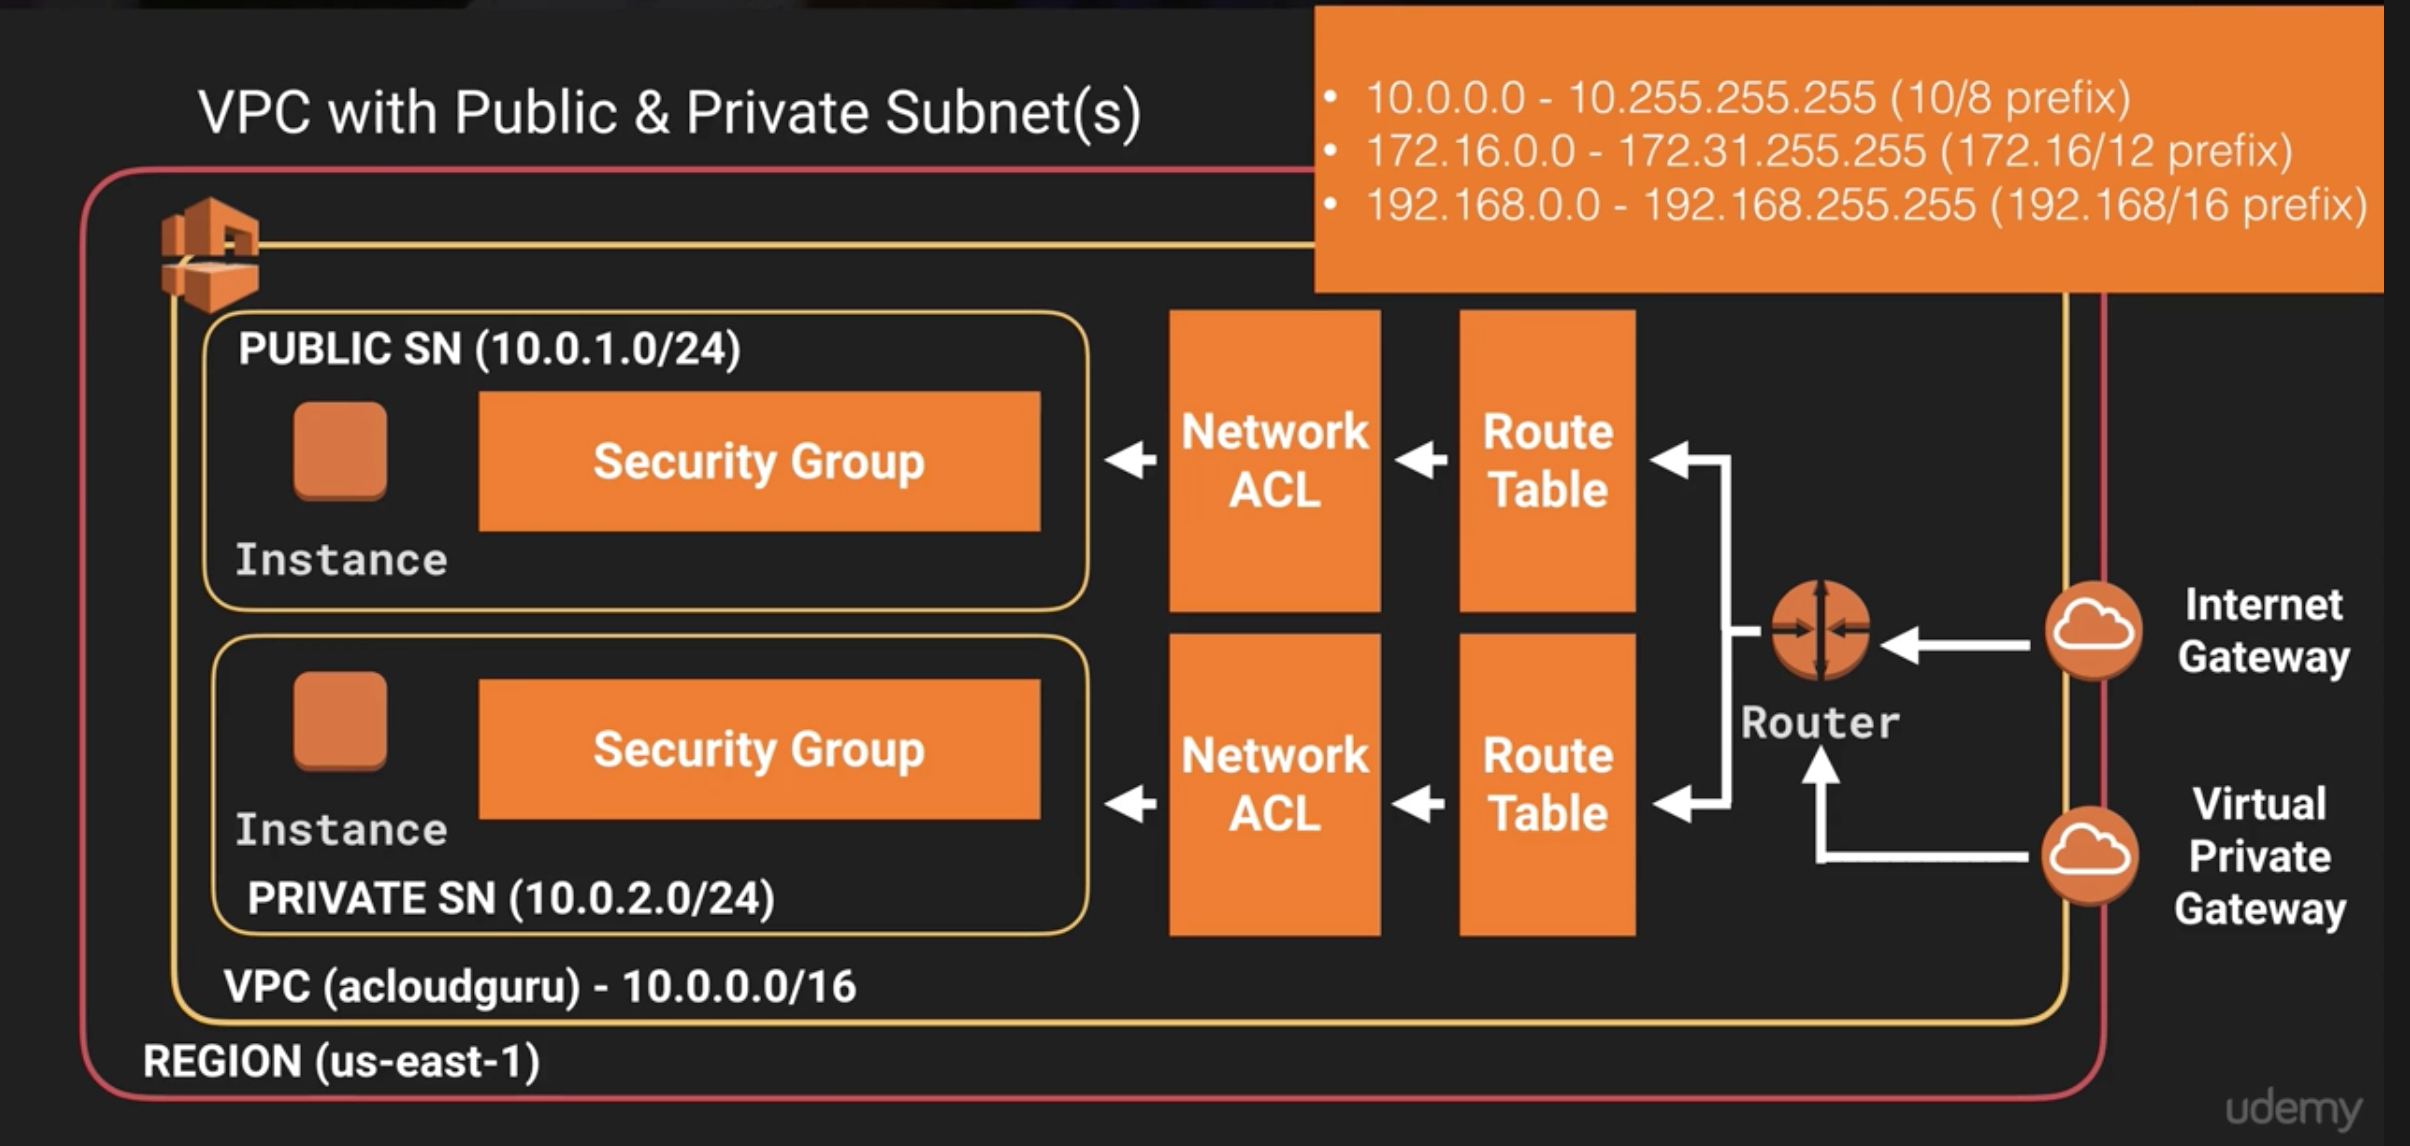 VPC with Public & Private Subnet(s)
• 10.0.0.0 - 10.255.255.255 (10/8 prefix)
• 172.16.0.0 - 172.31.255.255 (172.16/12 prefix)
• 192.168.0.0 - 192.168.255.255 (192.168/16 prefix)
PUBLIC SN (10.0.1.0/24)
Security Group
Instance
Network
ACL
Route
Table
Instance
Security Group
PRIVATE SN (10.0.2.0/24)
Network
ACL
Route
Table
Router
Internet
Gateway
Virtual
Private
Gateway
VPC (acloudguru) - 10.0.0.0/16
REGION (us-east-1)
udemy